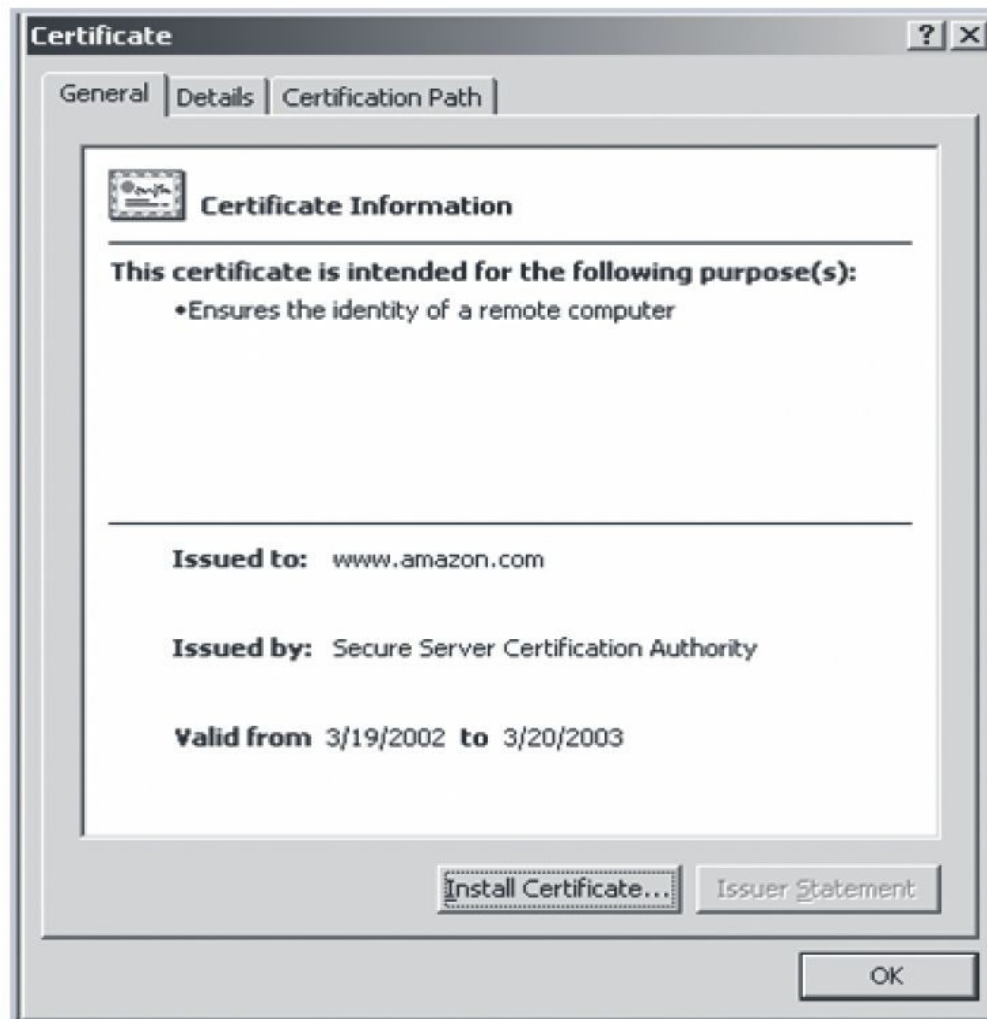 Certificate
General Details Certification Path
Certificate Information
This certificate is intended for the following purpose(s):
•Ensures the identity of a remote computer
Issued to: www.amazon.com
Issued by: Secure Server Certification Authority
Valid from 3/19/2002 to 3/20/2003
Install Certificate... Issuer Statement
OK